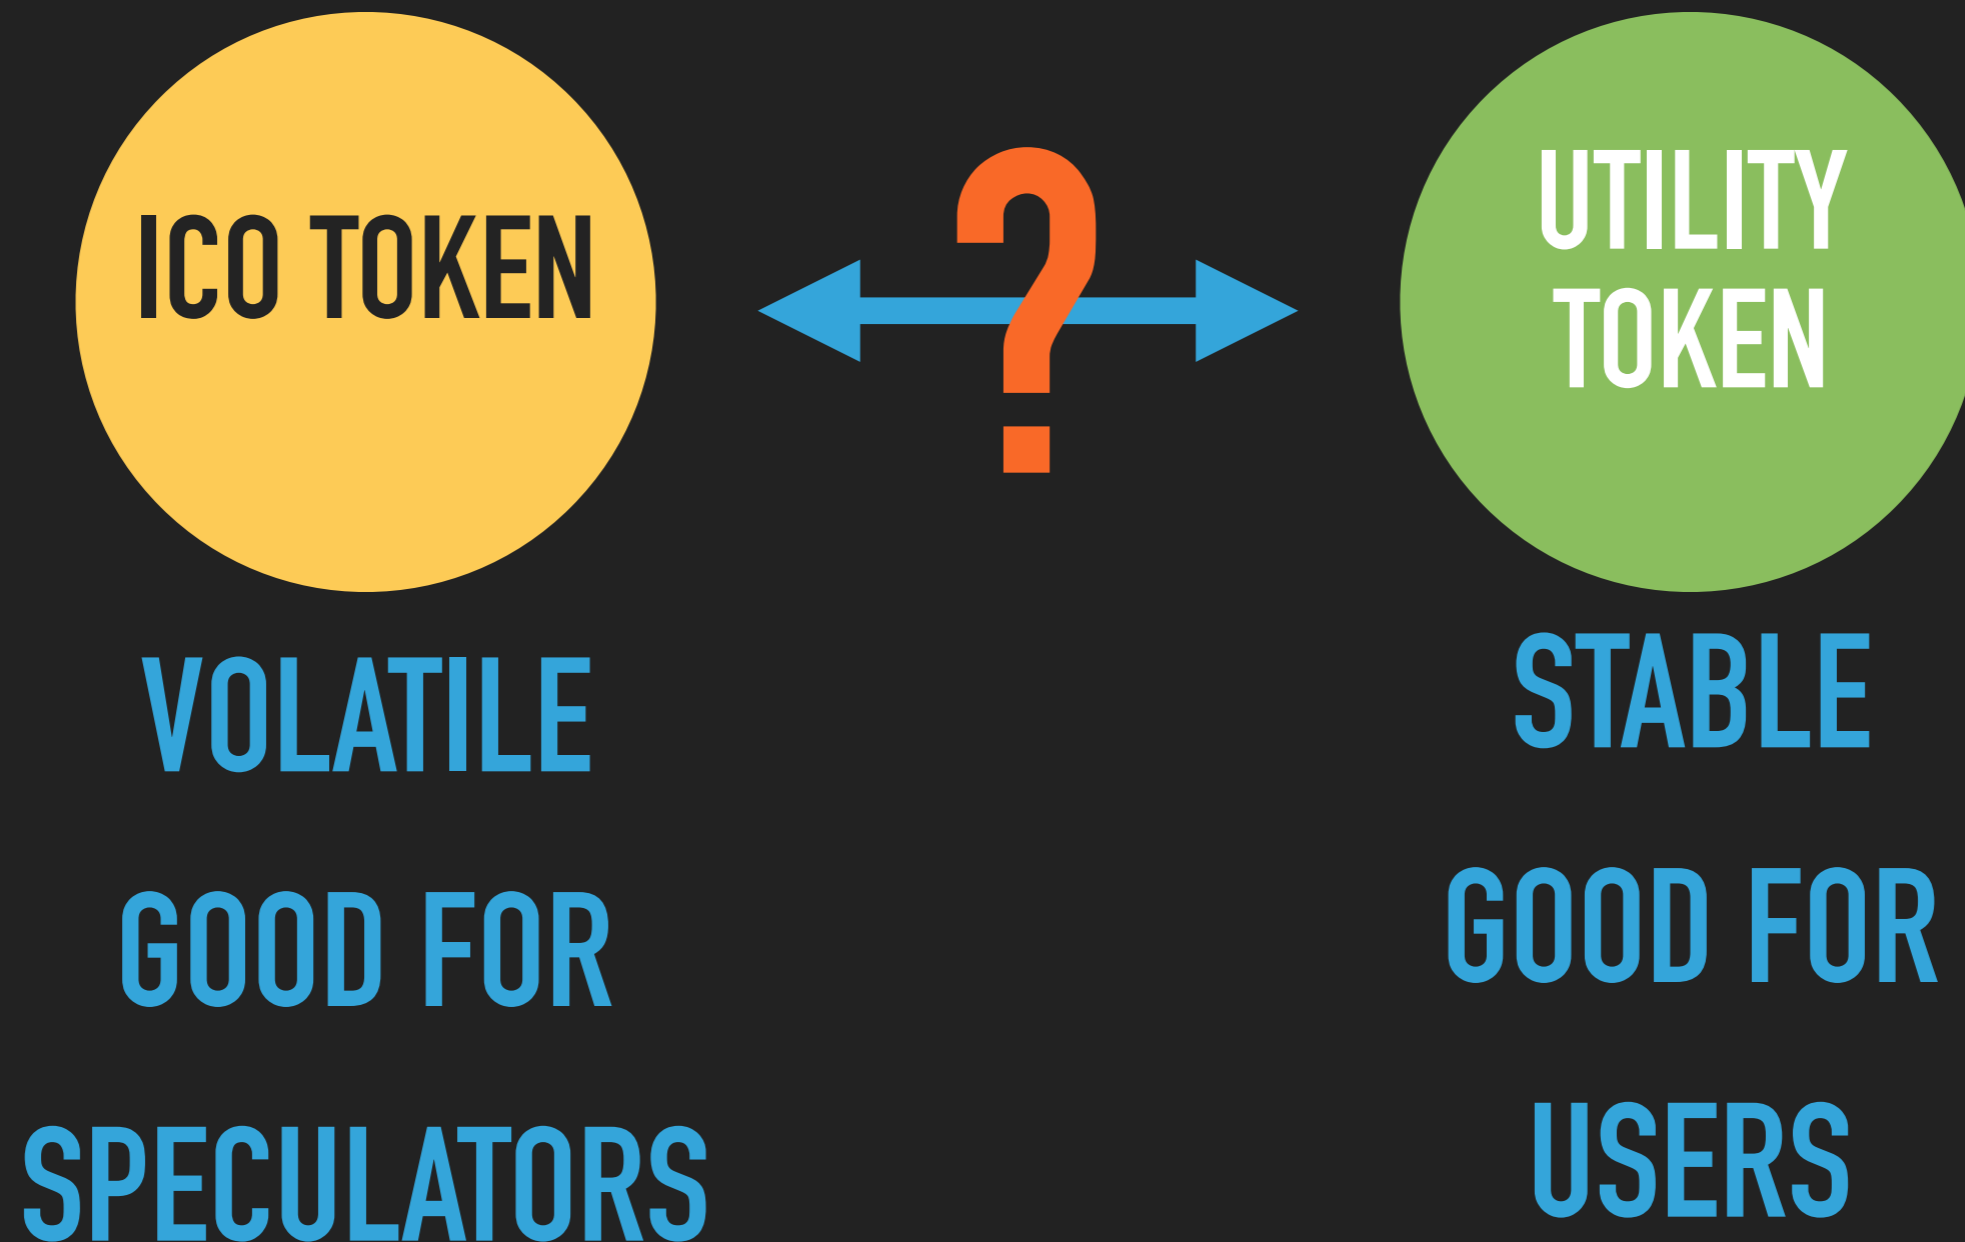 ICO TOKEN
?
UTILITY
TOKEN
VOLATILE
GOOD FOR
SPECULATORS
STABLE
GOOD FOR
USERS